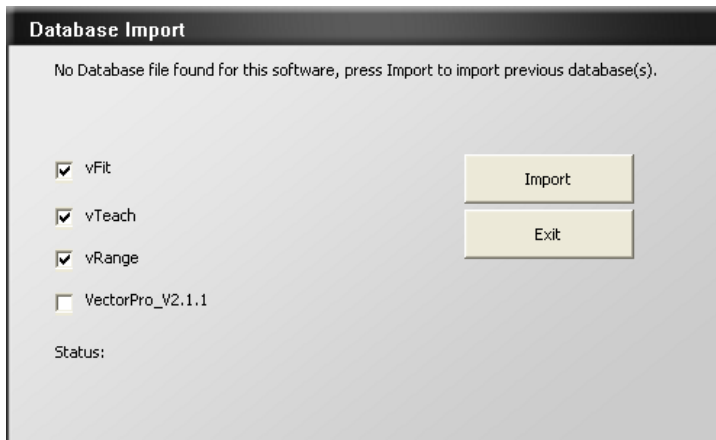 Database Import
No Database file found for this software, press Import to import previous database(s).
vFit
Import
vTeach
Exit
vRange
VectorPro_V2.1.1
Status: